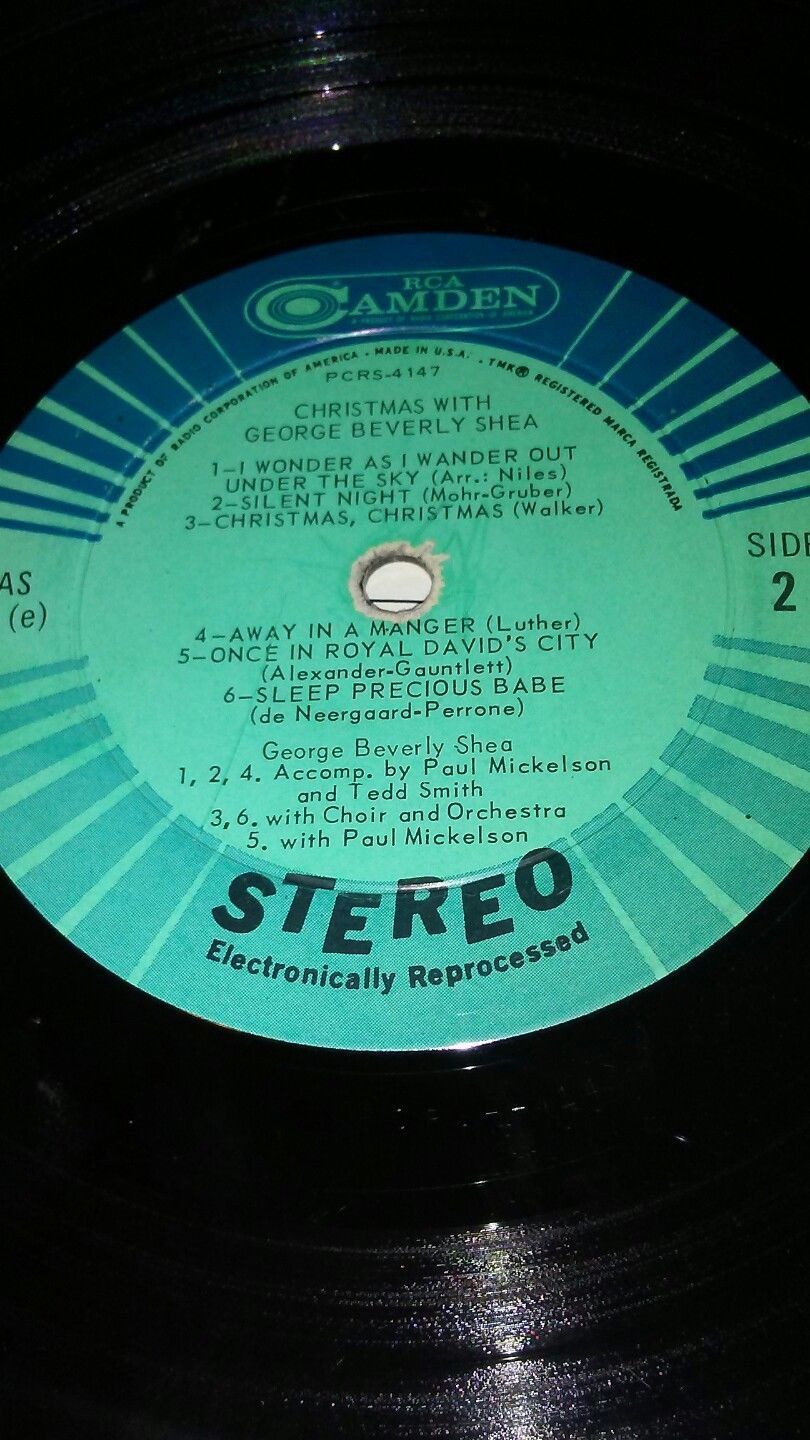 RCA
CAMDEN
A PRODUCT OF RADIO CORPORATION OF AMERICA • MADE IN U.S.A. . TMK® REGISTERED MARCA REGISTRADA
PCRS-4147
CHRISTMAS WITH
GEORGE BEVERLY SHEA
1—I WONDER AS I WANDER OUT
UNDER THE SKY (Arr.: Niles)
2—SILENT NIGHT (Mohr-Gruber)
3—CHRISTMAS, CHRISTMAS (Walker)
AS
(e)
SIDE
2
4—AWAY IN A MANGER (Luther)
5—ONCE IN ROYAL DAVID'S CITY
(Alexander-Gauntlett)
6—SLEEP PRECIOUS BABE
(de Neergaard-Perrone)
George Beverly Shea
1, 2, 4. Accomp. by Paul Mickelson
and Tedd Smith
3, 6. with Choir and Orchestra
5. with Paul Mickelson
STEREO
Electronically Reprocessed